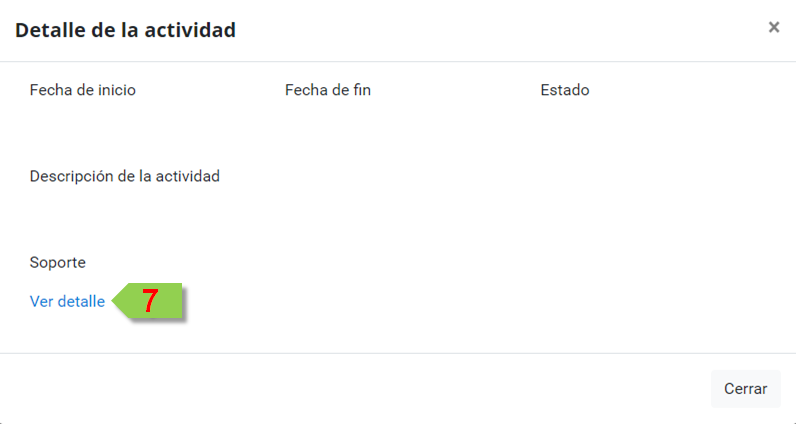 Detalle de la actividad ×
Fecha de inicio Fecha de fin Estado
Descripción de la actividad
Soporte
Ver detalle 7
Cerrar